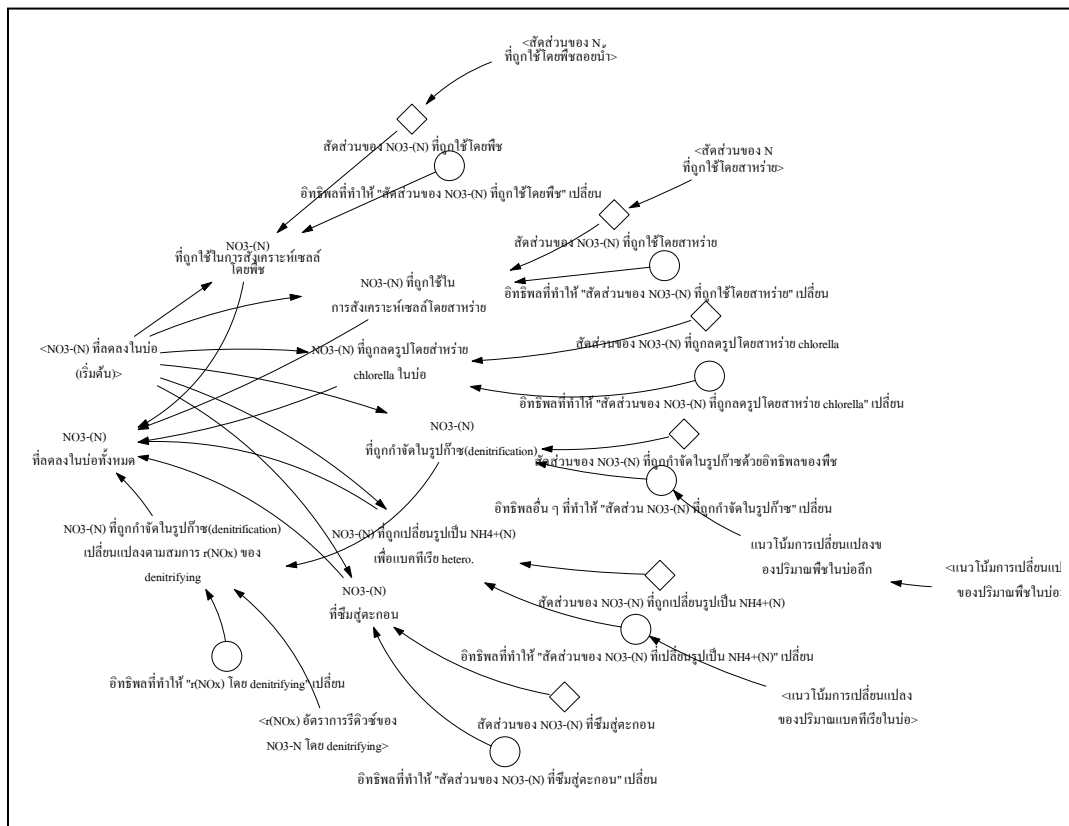 <สัดส่วนของ N
ที่ถูกใช้โดยพืชลอยน้ำ>
สัดส่วนของ NO3-(N) ที่ถูกใช้โดยพืช
<สัดส่วนของ N
ที่ถูกใช้โดยสาหร่าย>
อิทธิพลที่ทำให้ "สัดส่วนของ NO3-(N) ที่ถูกใช้โดยพืช" เปลี่ยน
NO3-(N)
ที่ถูกใช้ในการสังเคราะห์เซลล์
โดยพืช
สัดส่วนของ NO3-(N) ที่ถูกใช้โดยสาหร่าย
NO3-(N) ที่ถูกใช้ใน
การสังเคราะห์เซลล์โดยสาหร่าย
อิทธิพลที่ทำให้ "สัดส่วนของ NO3-(N) ที่ถูกใช้โดยสาหร่าย" เปลี่ยน
<NO3-(N) ที่ลดลงในบ่อ
(เริ่มต้น)>
NO3-(N) ที่ถูกลดรูปโดยสาหร่าย
chlorella ในบ่อ
สัดส่วนของ NO3-(N) ที่ถูกลดรูปโดยสาหร่าย chlorella
อิทธิพลที่ทำให้ "สัดส่วนของ NO3-(N) ที่ถูกลดรูปโดยสาหร่าย chlorella" เปลี่ยน
NO3-(N)
ที่ลดลงในบ่อทั้งหมด
NO3-(N)
ที่ถูกกำจัดในรูปก๊าซ(denitrification)
สัดส่วนของ NO3-(N) ที่ถูกกำจัดในรูปก๊าซด้วยอิทธิพลของพืช
อิทธิพลอื่น ๆ ที่ทำให้ "สัดส่วน NO3-(N) ที่ถูกกำจัดในรูปก๊าซ" เปลี่ยน
NO3-(N) ที่ถูกกำจัดในรูปก๊าซ(denitrification)
เปลี่ยนแปลงตามสมการ r(NOx) ของ
denitrifying
NO3-(N) ที่ถูกเปลี่ยนรูปเป็น NH4+(N)
เพื่อแบคทีเรีย hetero.
แนวโน้มการเปลี่ยนแปลงข
องปริมาณพืชในบ่อลึก
<แนวโน้มการเปลี่ยนแป
ของปริมาณพืชในบ่อ
NO3-(N)
ที่ซึมสู่ตะกอน
สัดส่วนของ NO3-(N) ที่ถูกเปลี่ยนรูปเป็น NH4+(N)
อิทธิพลที่ทำให้ "สัดส่วนของ NO3-(N) ที่เปลี่ยนรูปเป็น NH4+(N)" เปลี่ยน
อิทธิพลที่ทำให้ "r(NOx) โดย denitrifying" เปลี่ยน
<แนวโน้มการเปลี่ยนแปลง
ของปริมาณแบคทีเรียในบ่อ>
<r(NOx) อัตราการรีดิวซ์ของ
NO3-N โดย denitrifying>
สัดส่วนของ NO3-(N) ที่ซึมสู่ตะกอน
อิทธิพลที่ทำให้ "สัดส่วนของ NO3-(N) ที่ซึมสู่ตะกอน" เปลี่ยน